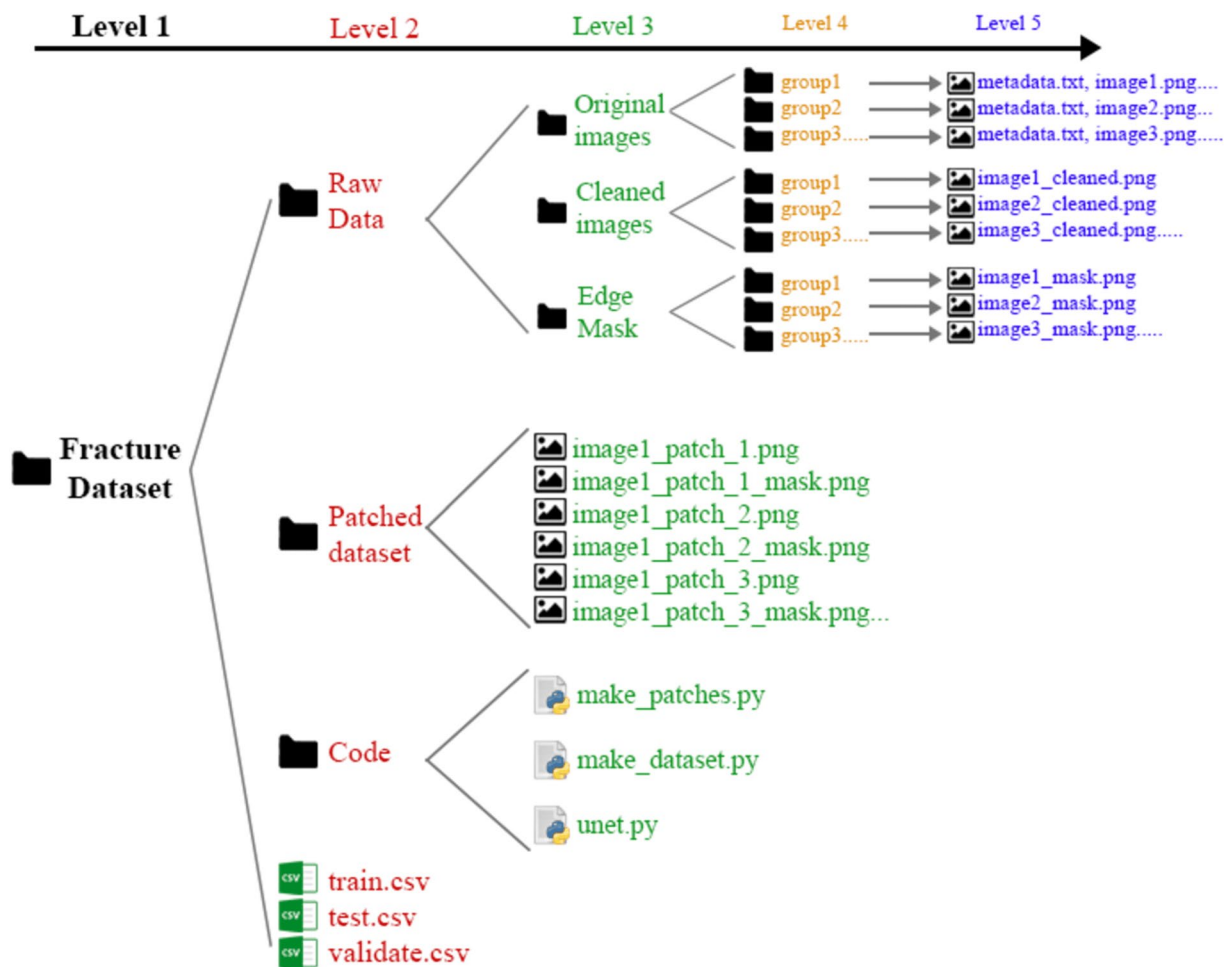 Level 1
Level 2
Level 3
Level 4
Level 5
Fracture
Dataset
Raw
Data
Original
images
group1
metadata.txt, image1.png....
group2
metadata.txt, image2.png...
group3.....
metadata.txt, image3.png.....
Cleaned
images
group1
image1_cleaned.png
group2
image2_cleaned.png
group3.....
image3_cleaned.png.....
Edge
Mask
group1
image1_mask.png
group2
image2_mask.png
group3.....
image3_mask.png.....
Patched
dataset
image1_patch_1.png
image1_patch_1_mask.png
image1_patch_2.png
image1_patch_2_mask.png
image1_patch_3.png
image1_patch_3_mask.png...
Code
make_patches.py
make_dataset.py
unet.py
CSV
train.csv
CSV
test.csv
CSV
validate.csv